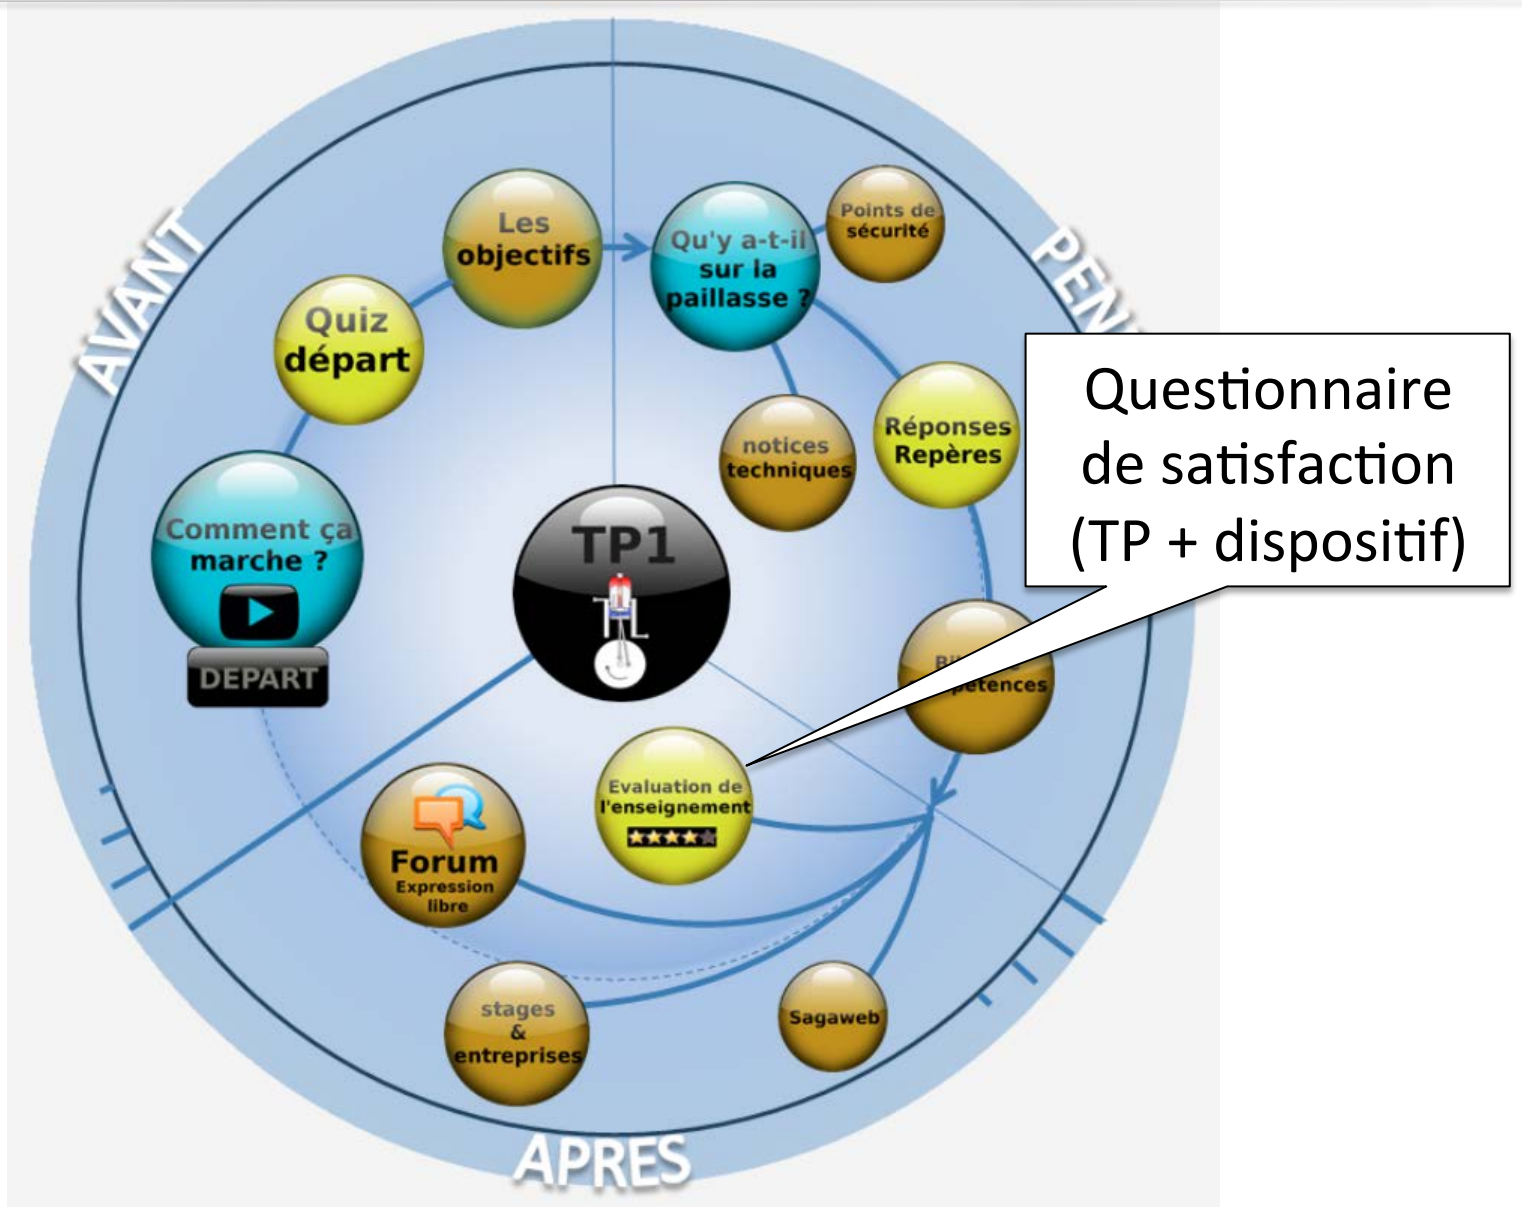 AVANT
Les
objectifs
Quiz
départ
Comment ça
marche ?
DEPART
TP1
Qu'y a-t-il
sur la
paillasse ?
Points de
sécurité
notices
techniques
Réponses
Repères
Questionnaire
de satisfaction
(TP + dispositif)
Evaluation de
l'enseignement
Forum
Expression
libre
stages
&
entreprises
Sagaweb
APRES